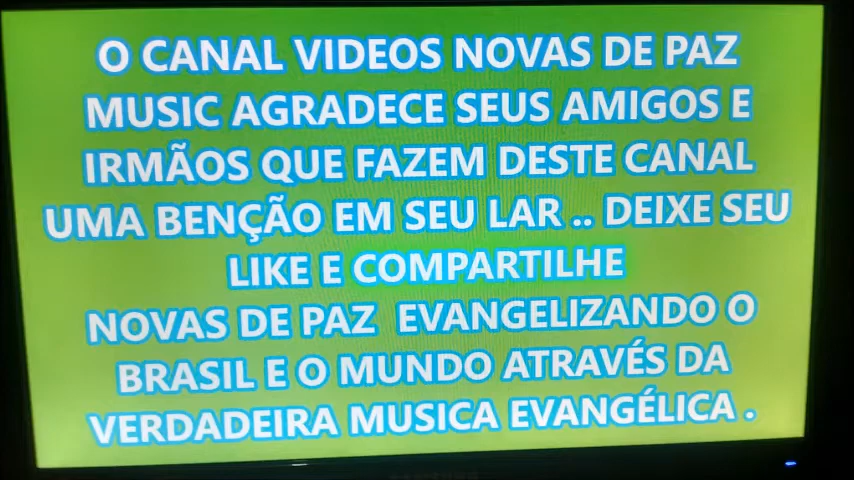 O CANAL VIDEOS NOVAS DE PAZ
MUSIC AGRADECE SEUS AMIGOS E
IRMÃOS QUE FAZEM DESTE CANAL
UMA BENÇÃO EM SEU LAR .. DEIXE SEU
LIKE E COMPARTILHE
NOVAS DE PAZ  EVANGELIZANDO O
BRASIL E O MUNDO ATRAVÉS DA
VERDADEIRA MUSICA EVANGÉLICA .